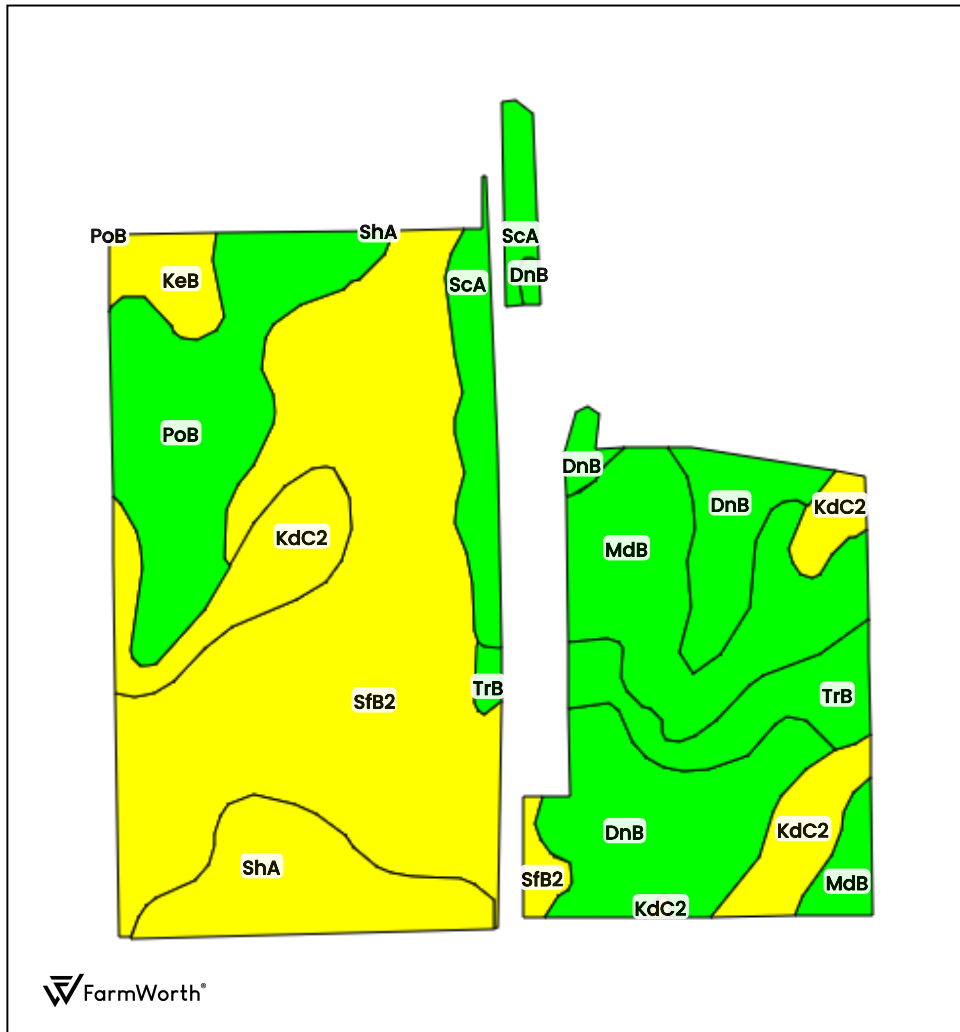 PoB
ShA
ScA
KeB
DnB
ScA
PoB
DnB
DnB
KdC2
KdC2
MdB
TrB
TrB
SfB2
DnB
KdC2
ShA
SfB2
MdB
KdC2
FarmWorth®